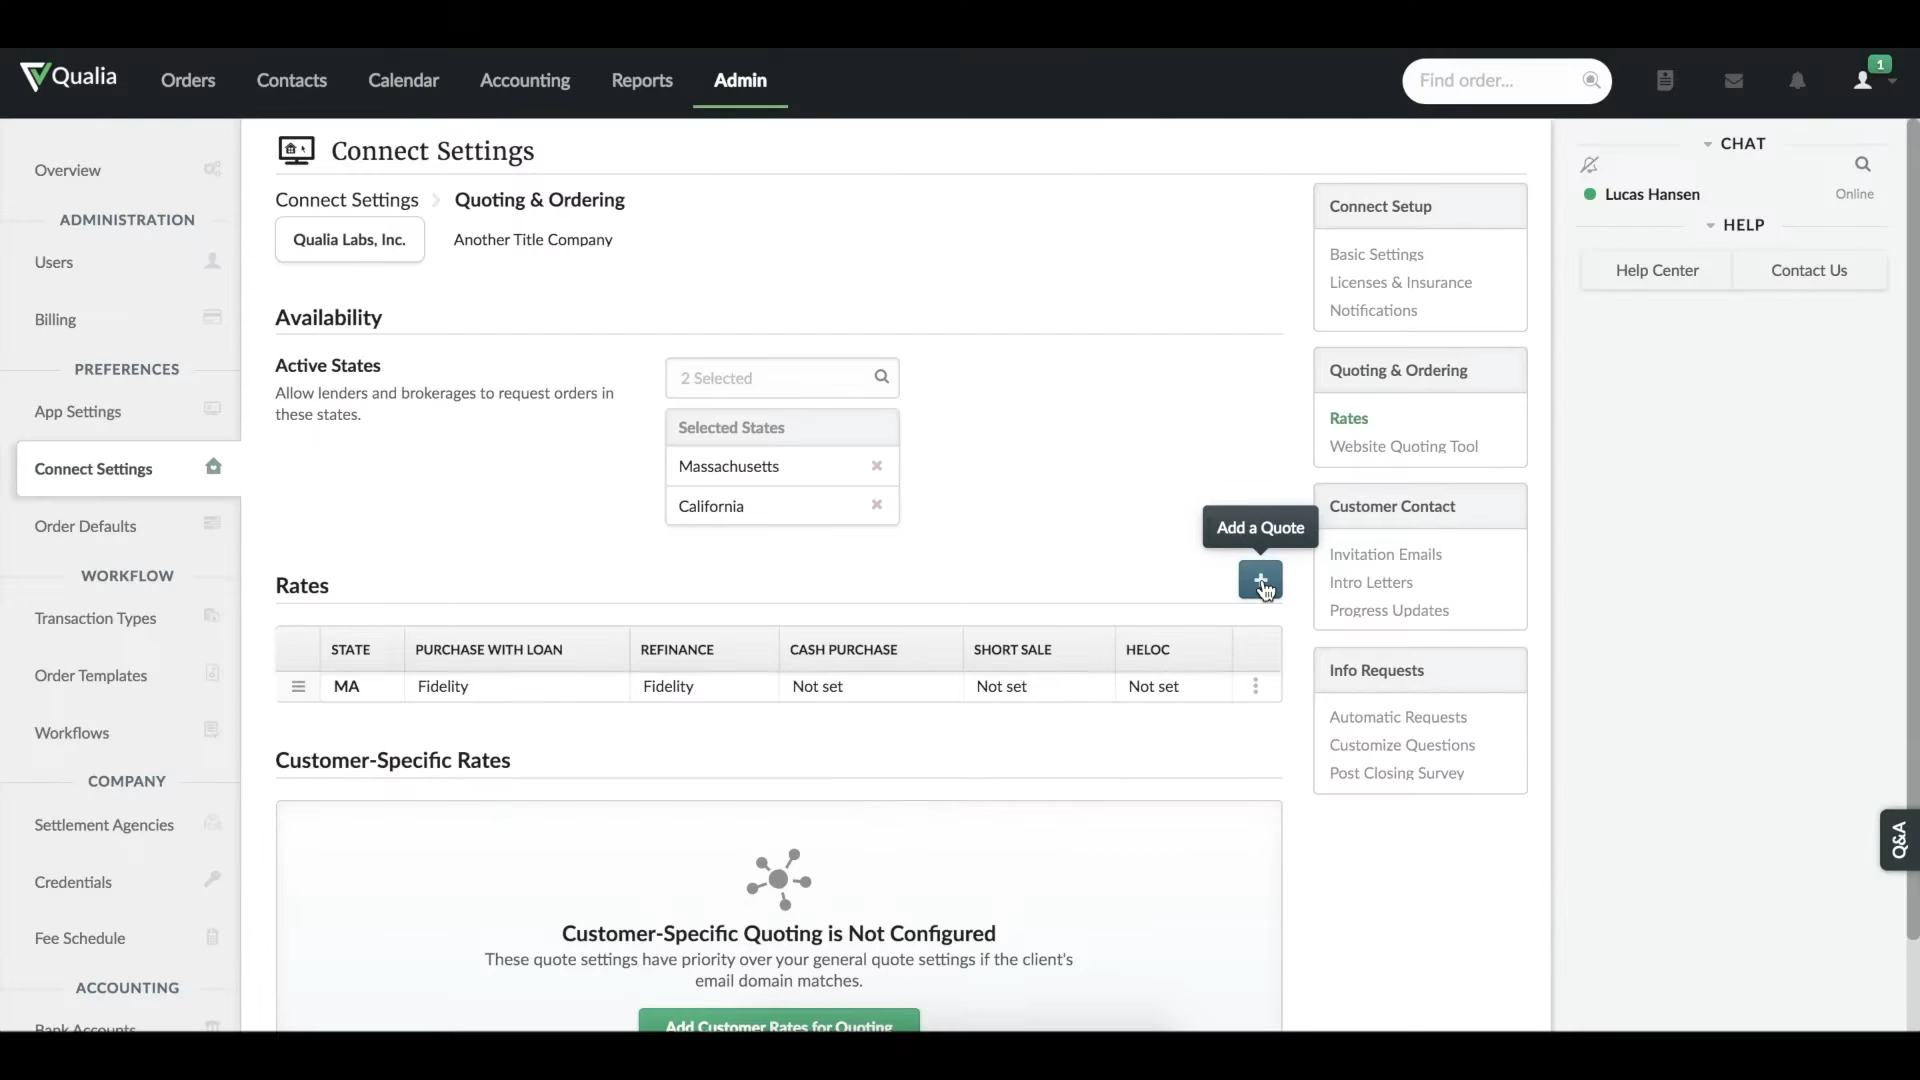 Qualia
Orders
Contacts
Calendar
Accounting
Reports
Admin
Find order...
1
Overview
ADMINISTRATION
Users
Billing
PREFERENCES
App Settings
Connect Settings
Order Defaults
WORKFLOW
Transaction Types
Order Templates
Workflows
COMPANY
Settlement Agencies
Credentials
Fee Schedule
ACCOUNTING
Bank Accounts
Connect Settings
Connect Settings
Quoting & Ordering
Qualia Labs, Inc.
Another Title Company
Availability
Active States
Allow lenders and brokerages to request orders in
these states.
2 Selected
Selected States
Massachusetts
California
Add a Quote
Rates
STATE PURCHASE WITH LOAN REFINANCE CASH PURCHASE SHORT SALE HELOC
MA Fidelity Fidelity Not set Not set Not set
Customer-Specific Rates
Customer-Specific Quoting is Not Configured
These quote settings have priority over your general quote settings if the client's
email domain matches.
Add Customer Rates for Quoting
Connect Setup
Basic Settings
Licenses & Insurance
Notifications
Quoting & Ordering
Rates
Website Quoting Tool
Customer Contact
Invitation Emails
Intro Letters
Progress Updates
Info Requests
Automatic Requests
Customize Questions
Post Closing Survey
CHAT
Lucas Hansen
Online
HELP
Help Center
Contact Us
Q&A